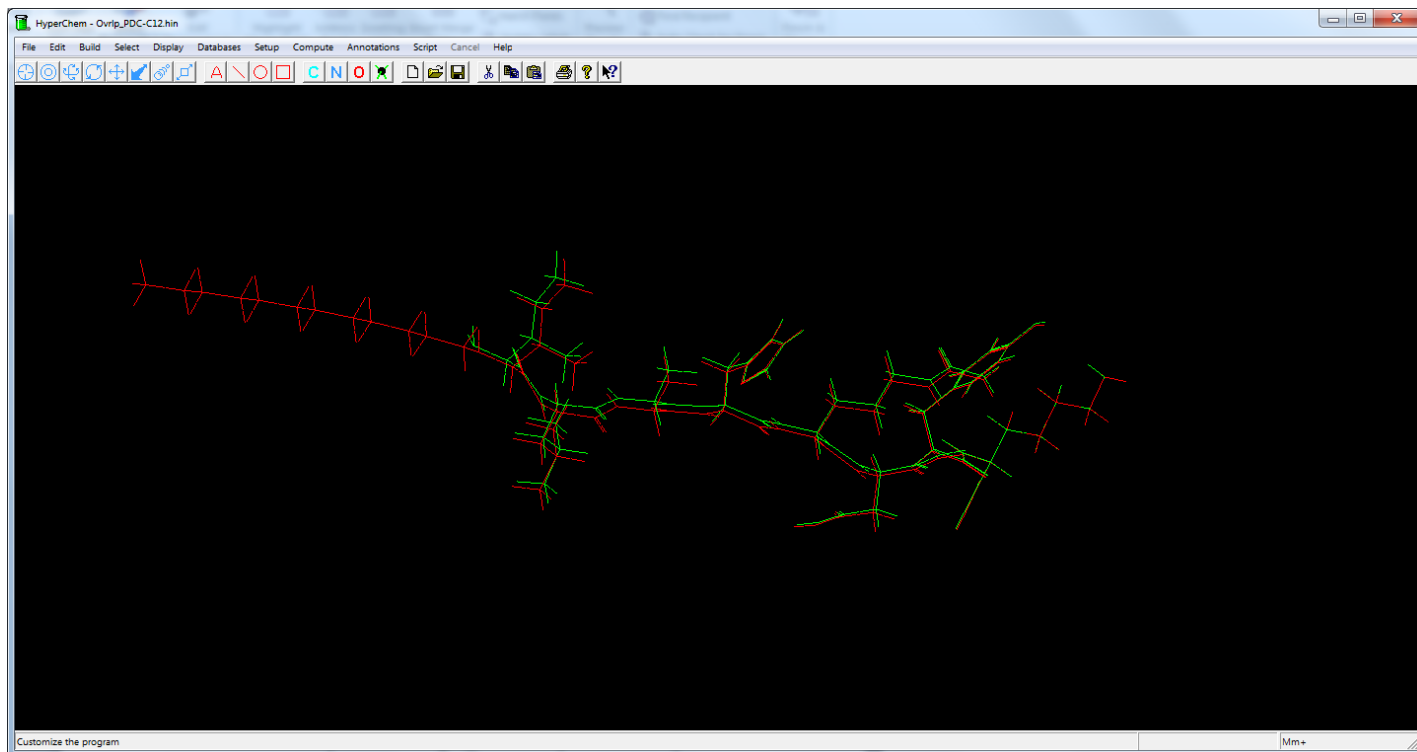 HyperChem - Ovrlp_PDC-C12.hin
File Edit Build Select Display Databases Setup Compute Annotations Script Cancel Help
A C N O ? ?
Customize the program Mm+